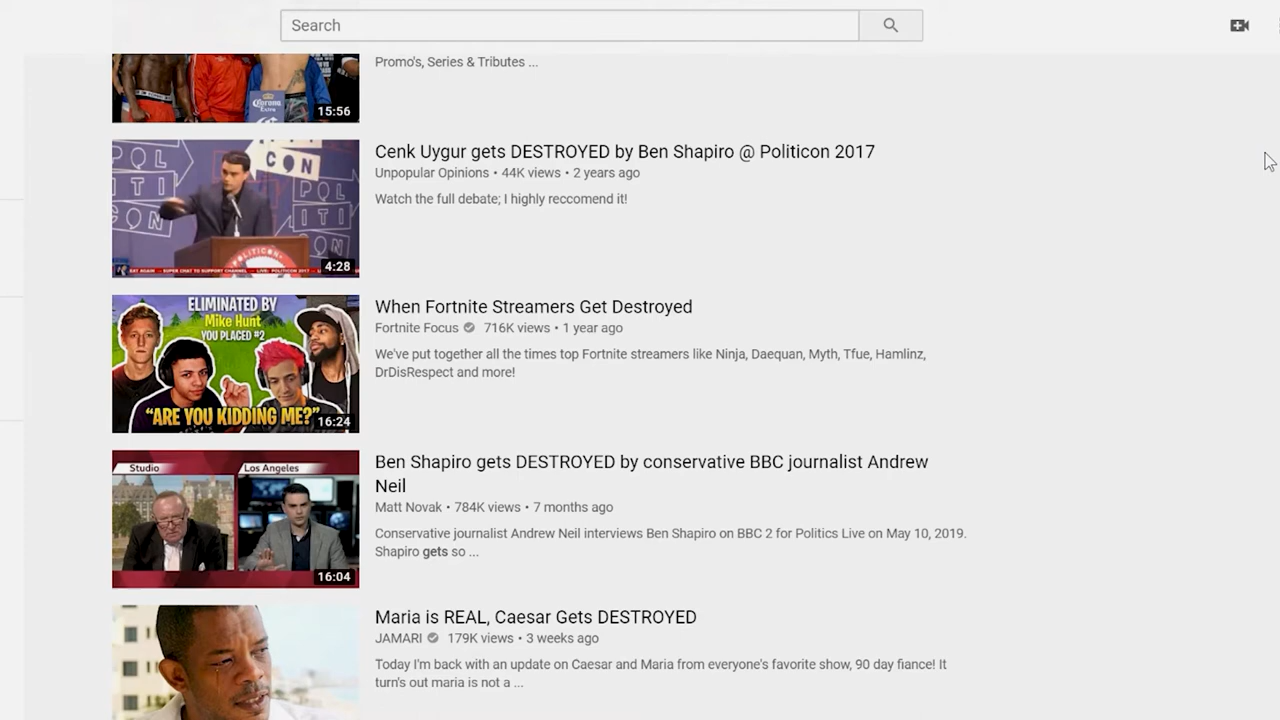 Search
Promo's, Series & Tributes ...
Corona
Extra
15:56
Cenk Uygur gets DESTROYED by Ben Shapiro @ Politicon 2017
Unpopular Opinions • 44K views • 2 years ago
Watch the full debate; I highly reccomend it!
POLITICON
4:28
When Fortnite Streamers Get Destroyed
Fortnite Focus 716K views • 1 year ago
We've put together all the times top Fortnite streamers like Ninja, Daequan, Myth, Tfue, Hamlinz,
DrDisRespect and more!
ELIMINATED BY
Mike Hunt
YOU PLACED #2
"ARE YOU KIDDING ME?"
16:24
Ben Shapiro gets DESTROYED by conservative BBC journalist Andrew
Neil
Matt Novak • 784K views • 7 months ago
Conservative journalist Andrew Neil interviews Ben Shapiro on BBC 2 for Politics Live on May 10, 2019.
Shapiro gets so ...
Studio
Los Angeles
16:04
Maria is REAL, Caesar Gets DESTROYED
JAMARI 179K views • 3 weeks ago
Today I'm back with an update on Caesar and Maria from everyone's favorite show, 90 day fiance! It
turn's out maria is not a ...